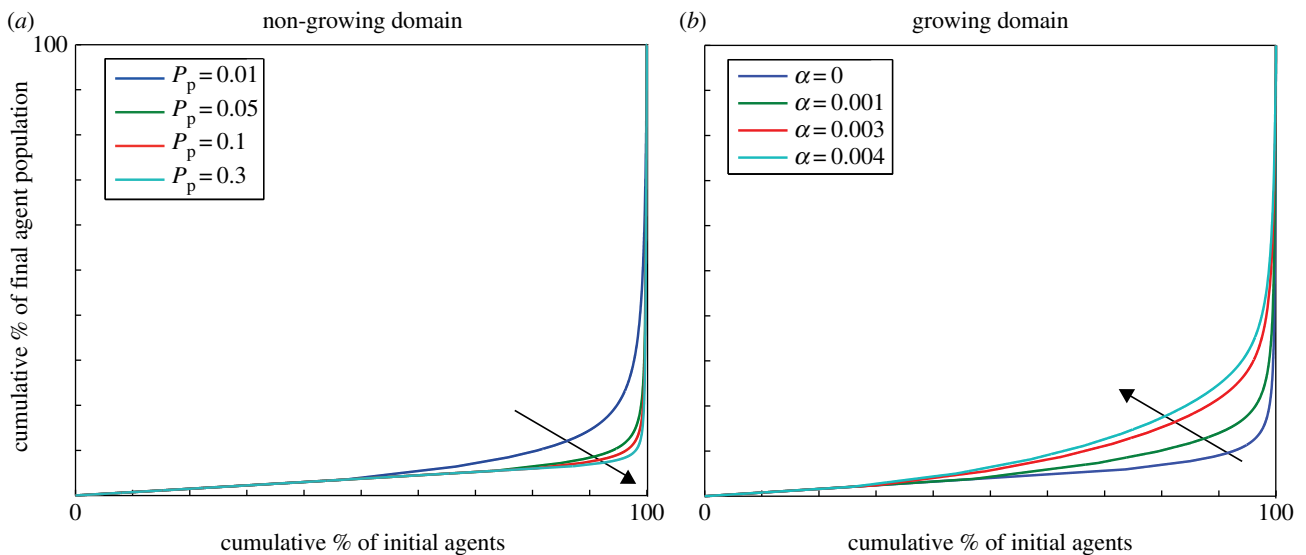 (a)
non-growing domain
100
P_p = 0.01
P_p = 0.05
P_p = 0.1
P_p = 0.3
cumulative % of final agent population
0
100
cumulative % of initial agents
(b)
growing domain
α = 0
α = 0.001
α = 0.003
α = 0.004
0
100
cumulative % of initial agents